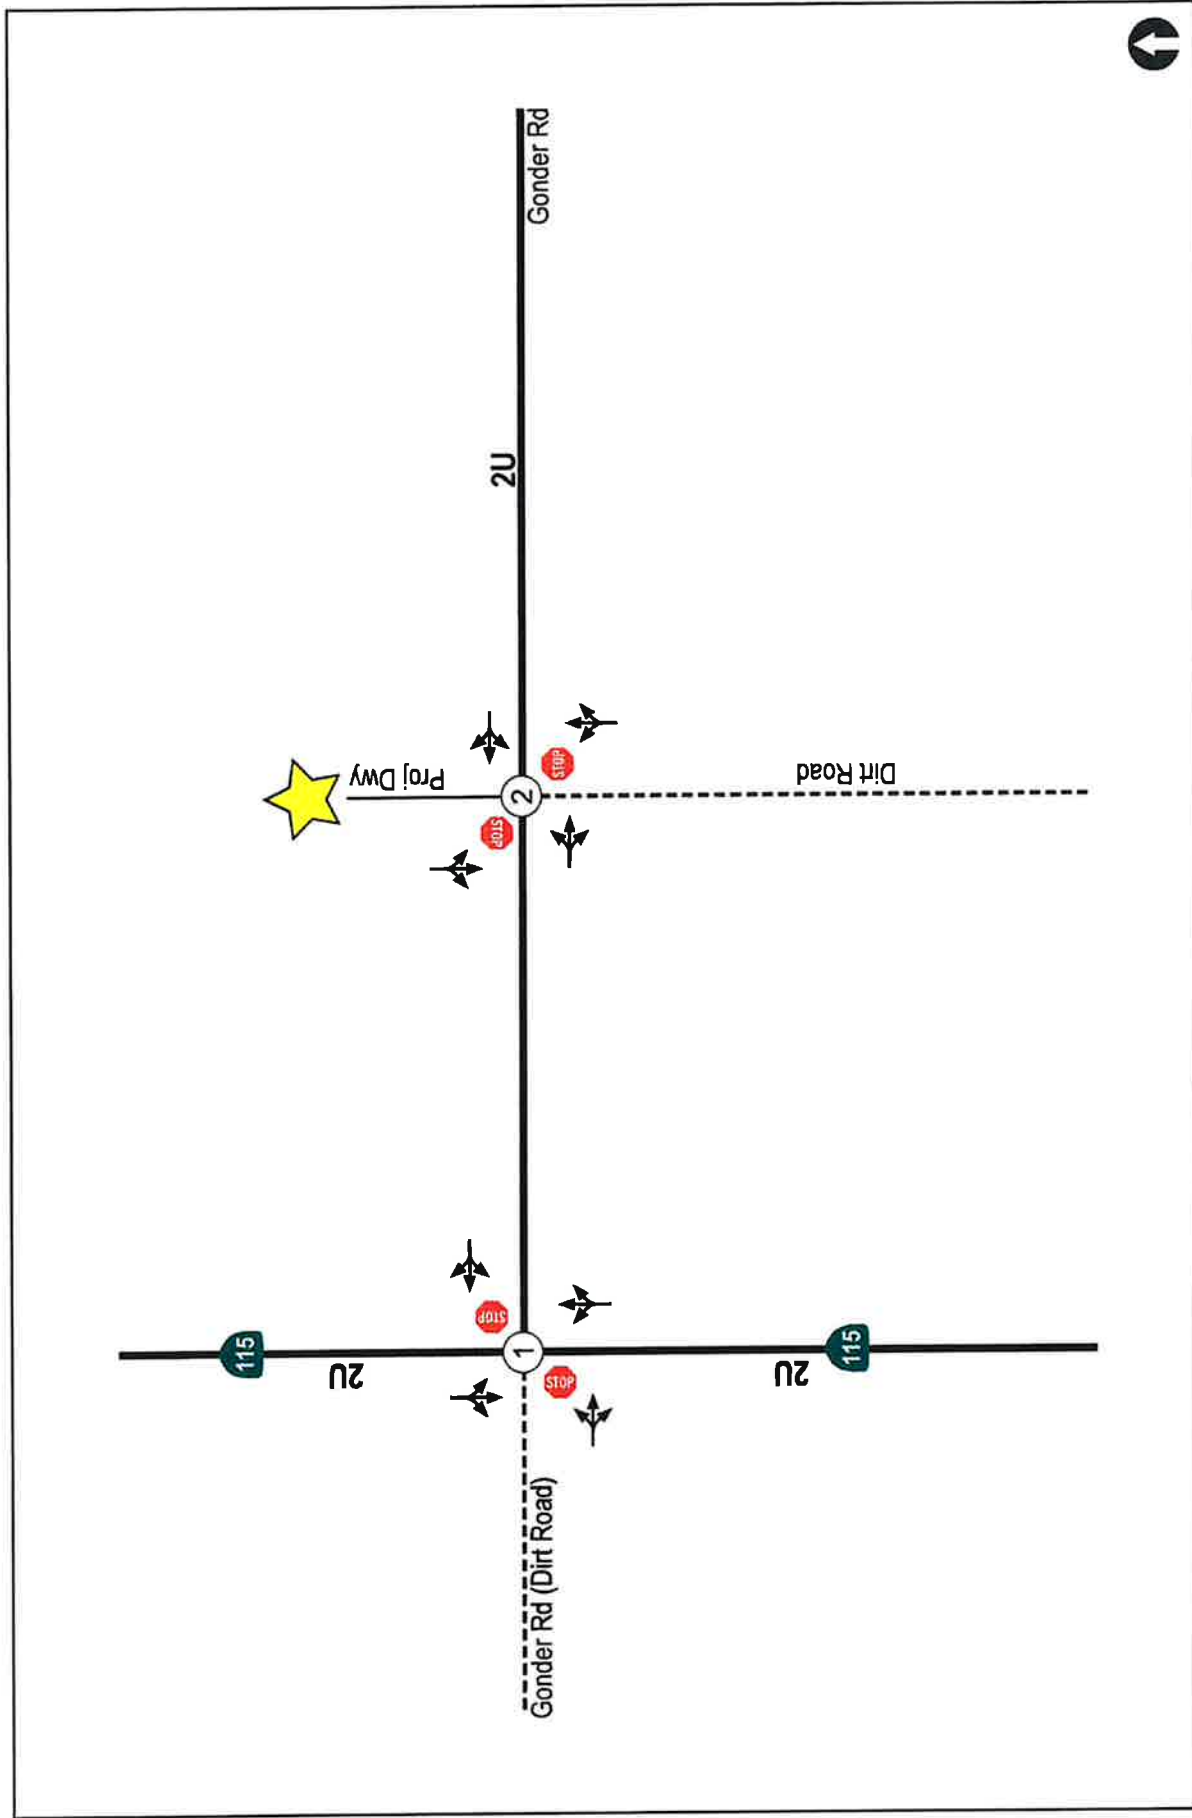 115
2U
Proj Dwy
STOP
STOP
2U
1
2
Gonder Rd (Dirt Road)
Gonder Rd
STOP
STOP
2U
Dirt Road
115